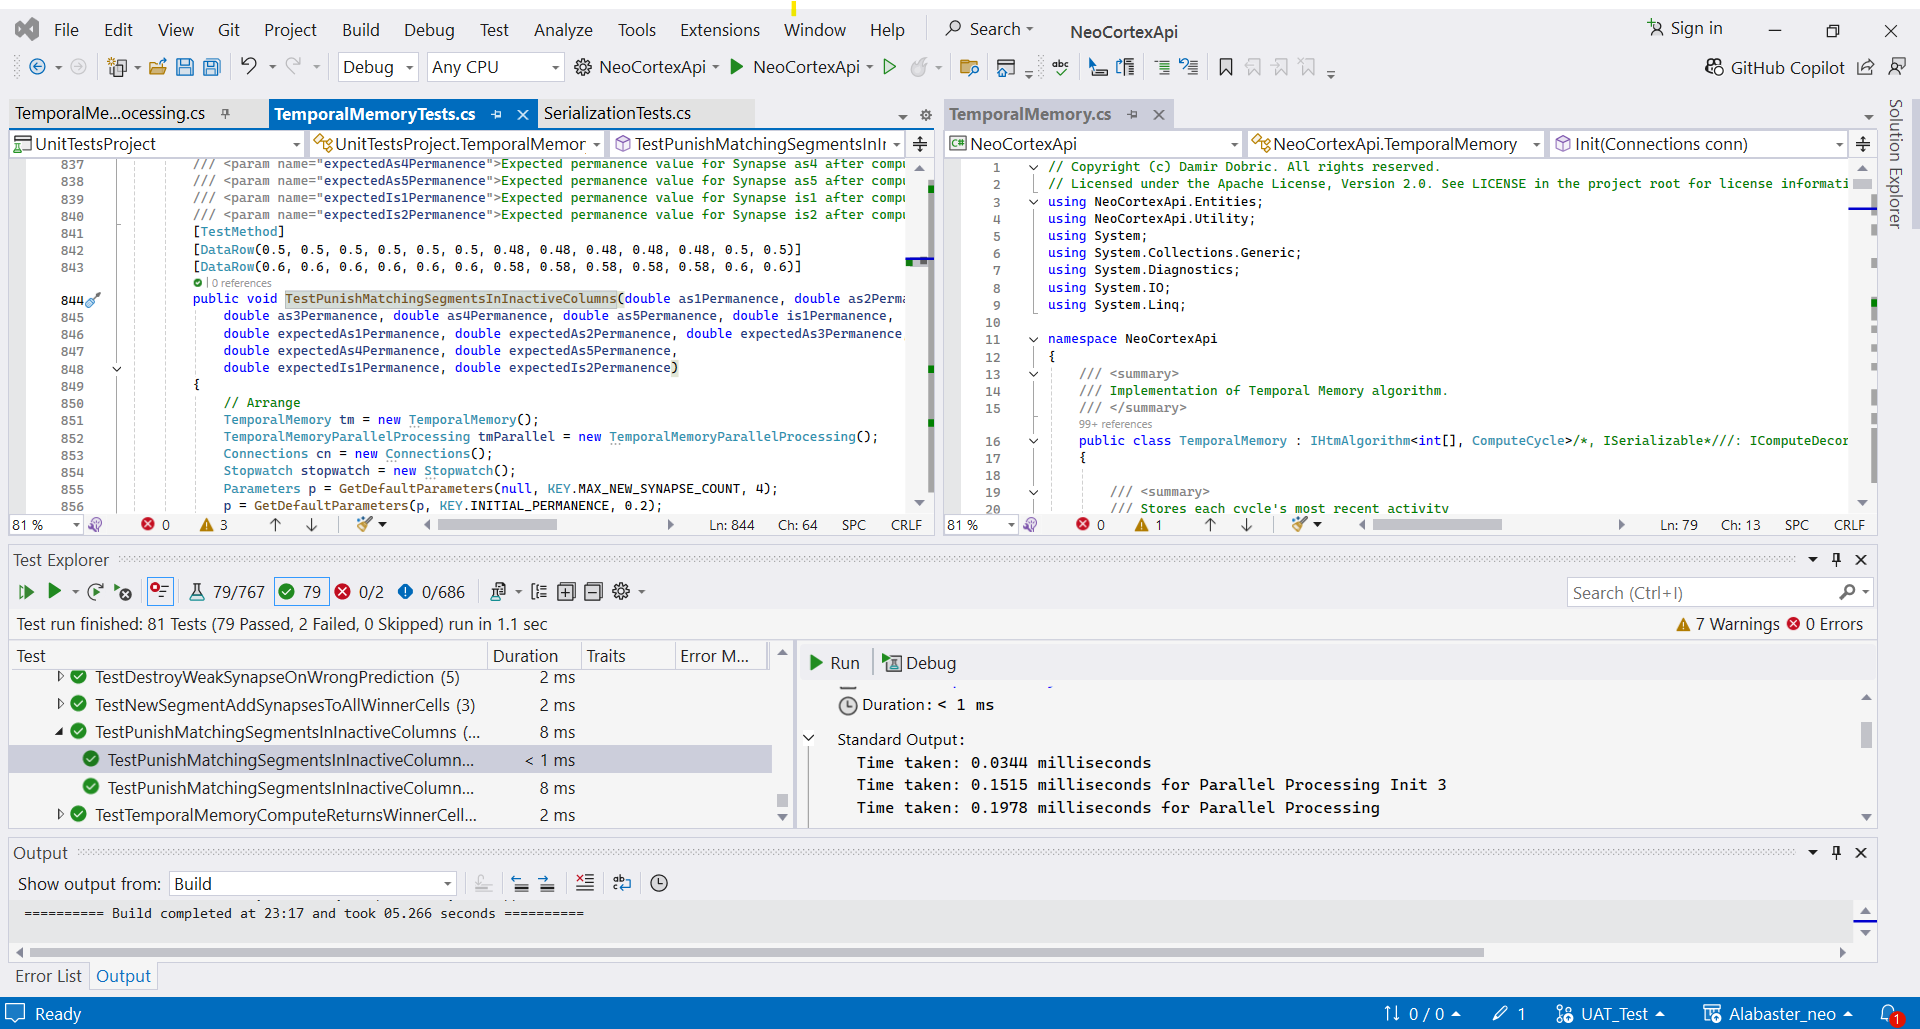 File Edit View Git Project Build Debug Test Analyze Tools Extensions Window Help Search NeoCortexApi Sign in
Debug Any CPU NeoCortexApi NeoCortexApi GitHub Copilot
TemporalMe...ocessing.cs TemporalMemoryTests.cs SerializationTests.cs
UnitTestsProject UnitTestsProject.TemporalMemor TestPunishMatchingSegmentsInIr
837 /// <param name="expectedAs4Permanence">Expected permanence value for Synapse as4 after compu
838 /// <param name="expectedAs5Permanence">Expected permanence value for Synapse as5 after compu
839 /// <param name="expectedIs1Permanence">Expected permanence value for Synapse is1 after compu
840 /// <param name="expectedIs2Permanence">Expected permanence value for Synapse is2 after compu
841 [TestMethod]
842 [DataRow(0.5, 0.5, 0.5, 0.5, 0.5, 0.5, 0.48, 0.48, 0.48, 0.48, 0.48, 0.5, 0.5)]
843 [DataRow(0.6, 0.6, 0.6, 0.6, 0.6, 0.6, 0.58, 0.58, 0.58, 0.58, 0.58, 0.6, 0.6)]
| 0 references
844 public void TestPunishMatchingSegmentsInInactiveColumns(double as1Permanence, double as2Perma
845 double as3Permanence, double as4Permanence, double as5Permanence, double is1Permanence,
846 double expectedAs1Permanence, double expectedAs2Permanence, double expectedAs3Permanence
847 double expectedAs4Permanence, double expectedAs5Permanence,
848 double expectedIs1Permanence, double expectedIs2Permanence)
849 {
850 // Arrange
851 TemporalMemory tm = new TemporalMemory();
852 TemporalMemoryParallelProcessing tmParallel = new TemporalMemoryParallelProcessing();
853 Connections cn = new Connections();
854 Stopwatch stopwatch = new Stopwatch();
855 Parameters p = GetDefaultParameters(null, KEY.MAX_NEW_SYNAPSE_COUNT, 4);
856 p = GetDefaultParameters(p, KEY.INITIAL_PERMANENCE, 0.2);
81 % 0 3 Ln: 844 Ch: 64 SPC CRLF
TemporalMemory.cs
NeoCortexApi NeoCortexApi.TemporalMemory Init(Connections conn)
1 // Copyright (c) Damir Dobric. All rights reserved.
2 // Licensed under the Apache License, Version 2.0. See LICENSE in the project root for license informati
3 using NeoCortexApi.Entities;
4 using NeoCortexApi.Utility;
5 using System;
6 using System.Collections.Generic;
7 using System.Diagnostics;
8 using System.IO;
9 using System.Linq;
10
11 namespace NeoCortexApi
12 {
13 /// <summary>
14 /// Implementation of Temporal Memory algorithm.
15 /// </summary>
99+ references
16 public class TemporalMemory : IHtmAlgorithm<int[], ComputeCycle>/*, ISerializable*///: IComputeDecor
17 {
18
19 /// <summary>
20 /// Stores each cycle's most recent activity
81 % 0 1 Ln: 79 Ch: 13 SPC CRLF
Solution Explorer
Test Explorer
79/767 79 0/2 0/686 Search (Ctrl+I)
Test run finished: 81 Tests (79 Passed, 2 Failed, 0 Skipped) run in 1.1 sec 7 Warnings 0 Errors
Test Duration Traits Error M...
TestDestroyWeakSynapseOnWrongPrediction (5) 2 ms
TestNewSegmentAddSynapsesToAllWinnerCells (3) 2 ms
TestPunishMatchingSegmentsInInactiveColumns (... 8 ms
TestPunishMatchingSegmentsInInactiveColumn... < 1 ms
TestPunishMatchingSegmentsInInactiveColumn... 8 ms
TestTemporalMemoryComputeReturnsWinnerCell... 2 ms
Run Debug
Duration: < 1 ms
Standard Output:
Time taken: 0.0344 milliseconds
Time taken: 0.1515 milliseconds for Parallel Processing Init 3
Time taken: 0.1978 milliseconds for Parallel Processing
Output
Show output from: Build
========== Build completed at 23:17 and took 05.266 seconds ==========
Error List Output
Ready 0 / 0 1 UAT_Test Alabaster_neo 1